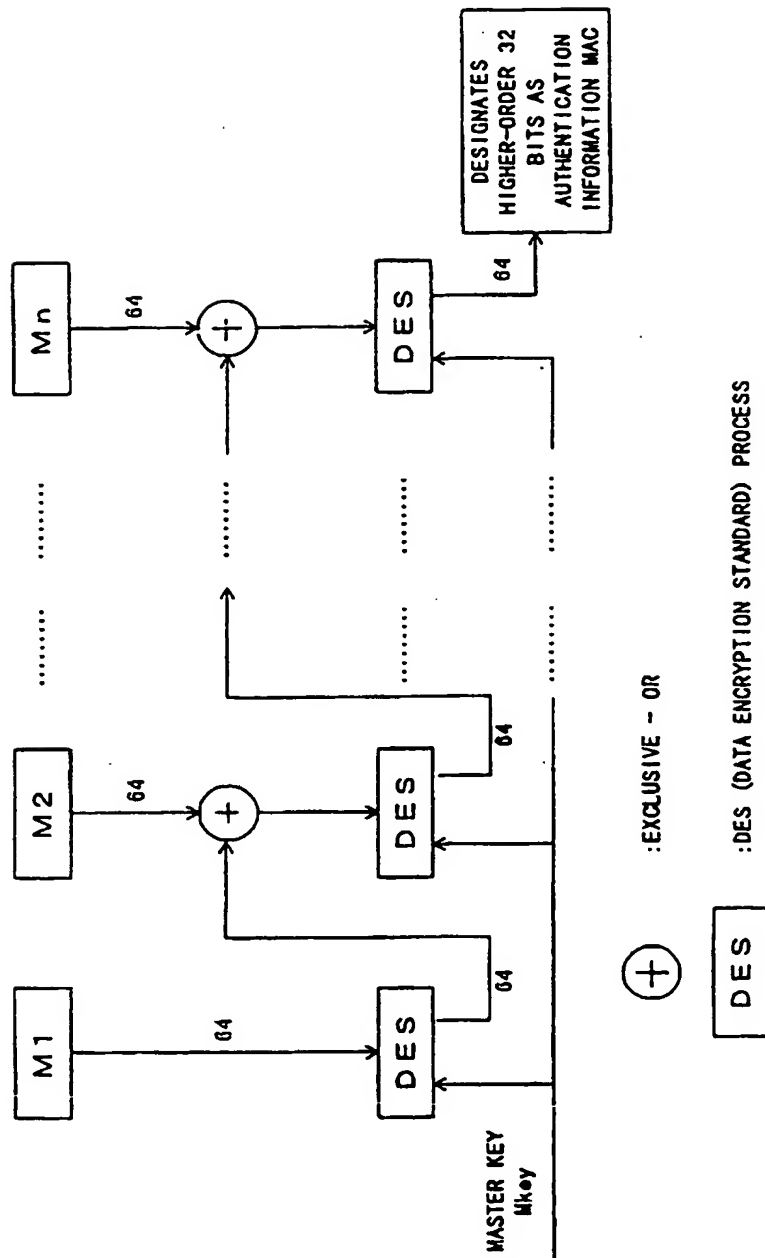 M1
M2
......... .........
Mn
64
64
64
+
......... .........
+
DES
DES
......... .........
DES
64
64
64
DESIGNATES
HIGHER-ORDER 32
BITS AS
AUTHENTICATION
INFORMATION MAC
MASTER KEY
Mkey
......... .........
+ :EXCLUSIVE - OR
DES :DES (DATA ENCRYPTION STANDARD) PROCESS